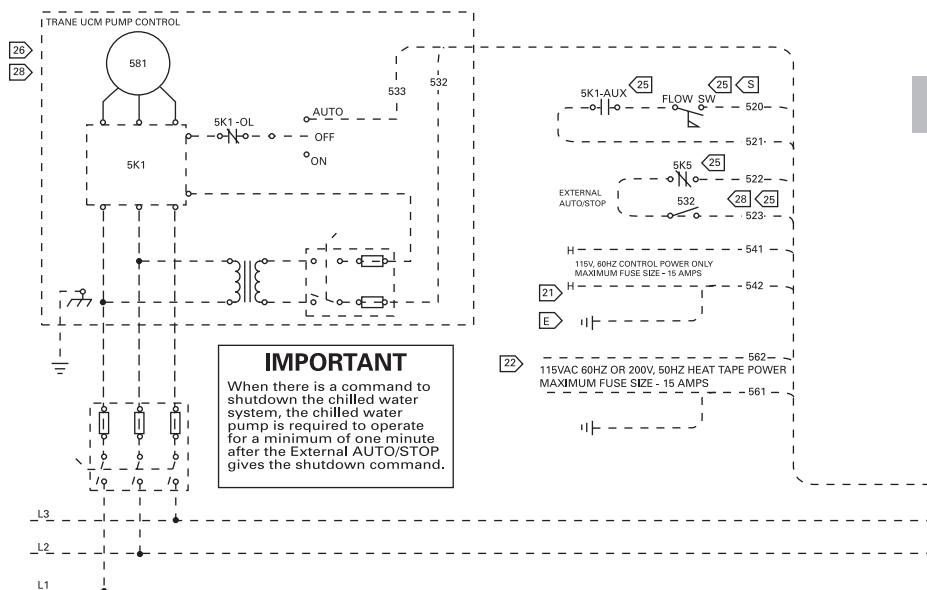 TRANE UCM PUMP CONTROL
26
28
581
533
532
5K1-OL
AUTO
OFF
ON
5K1
5K1-AUX
25
FLOW SW
25
S
520
521
5K5
25
522
EXTERNAL
AUTO/STOP
532
28
25
523
H
541
115V, 60HZ CONTROL POWER ONLY
MAXIMUM FUSE SIZE - 15 AMPS
21
H
542
E
22
562
115VAC 60HZ OR 200V, 50HZ HEAT TAPE POWER
MAXIMUM FUSE SIZE - 15 AMPS
561
IMPORTANT
When there is a command to
shutdown the chilled water
system, the chilled water
pump is required to operate
for a minimum of one minute
after the External AUTO/STOP
gives the shutdown command.
L3
L2
L1